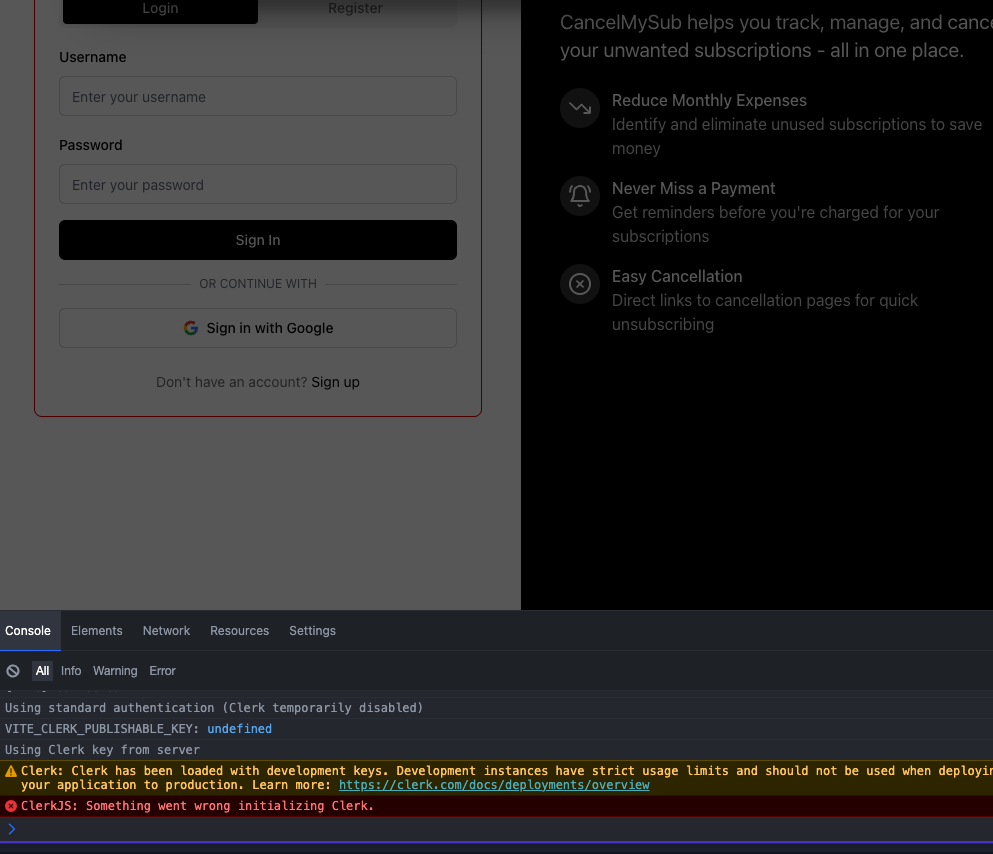 Login
Register
Username
Enter your username
Password
Enter your password
Sign In
OR CONTINUE WITH
Sign in with Google
Don't have an account? Sign up
CancelMySub helps you track, manage, and cance
your unwanted subscriptions - all in one place.
Reduce Monthly Expenses
Identify and eliminate unused subscriptions to save
money
Never Miss a Payment
Get reminders before you're charged for your
subscriptions
Easy Cancellation
Direct links to cancellation pages for quick
unsubscribing
Console
Elements
Network
Resources
Settings
All
Info
Warning
Error
Using standard authentication (Clerk temporarily disabled)
VITE_CLERK_PUBLISHABLE_KEY: undefined
Using Clerk key from server
Clerk: Clerk has been loaded with development keys. Development instances have strict usage limits and should not be used when deployin
your application to production. Learn more: https://clerk.com/docs/deployments/overview
ClerkJS: Something went wrong initializing Clerk.